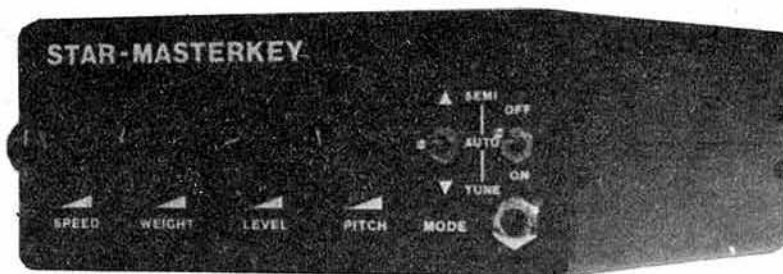 STAR-MASTERKEY
SEMI
OFF
AUTO
ON
TUNE
SPEED WEIGHT LEVEL PITCH MODE